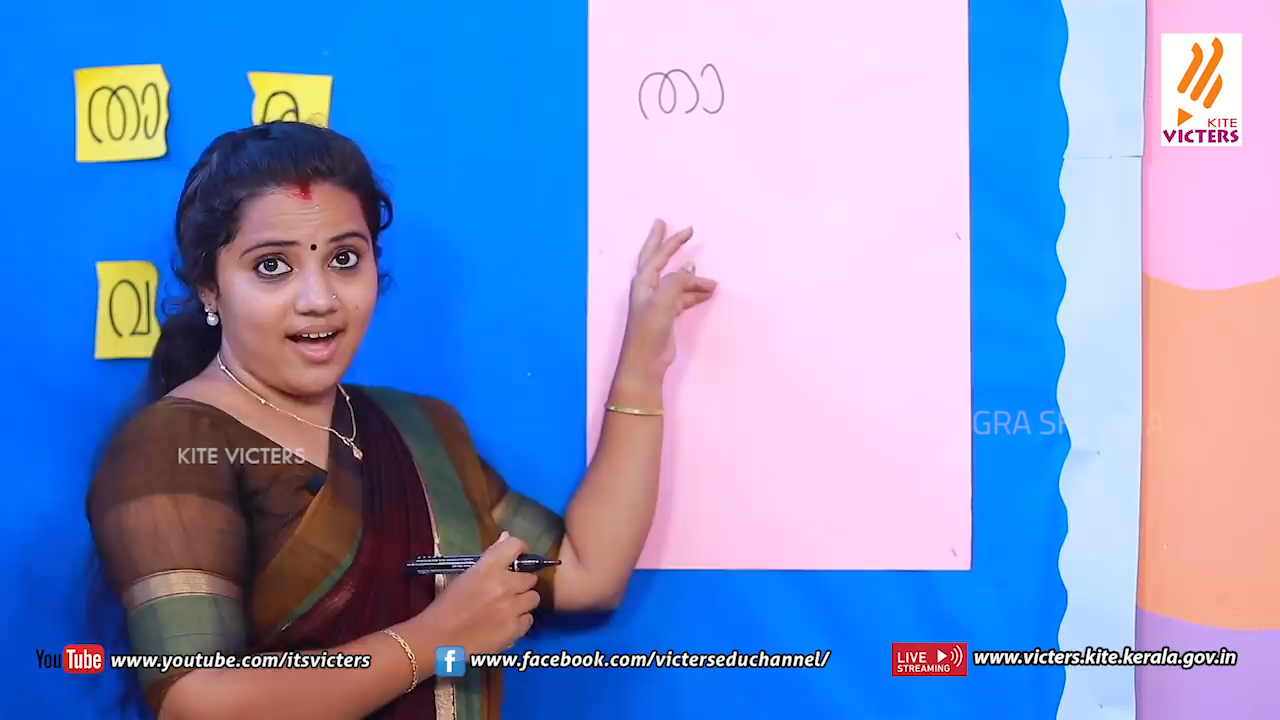 താ
താ
വ
KITE
VICTERS
KITE VICTERS
YouTube www.youtube.com/itsvicters
f www.facebook.com/victerseduchannel/
LIVE STREAMING www.victers.kite.kerala.gov.in